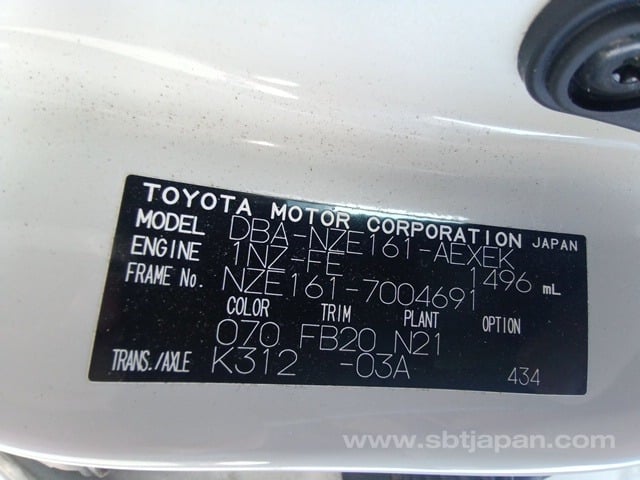 TOYOTA MOTOR CORPORATION JAPAN
MODEL DBA-NZE161-AEXEK
ENGINE 1NZ-FE 1496 mL
FRAME No. NZE161-7004691
COLOR TRIM PLANT OPTION
070 FB20 N21
TRANS./AXLE K312 -03A 434
www.sbtjapan.com